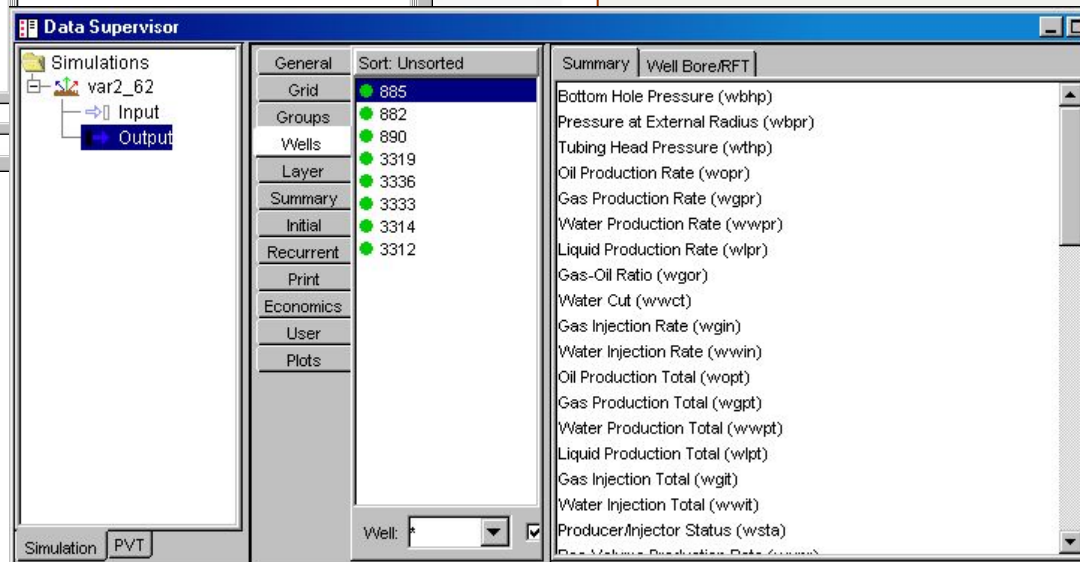 Data Supervisor
Simulations
var2_62
Input
Output
Simulation
PVT
General
Grid
Groups
Wells
Layer
Summary
Initial
Recurrent
Print
Economics
User
Plots
Sort: Unsorted
885
882
890
3319
3336
3333
3314
3312
Well: *
Summary
Well Bore/RFT
Bottom Hole Pressure (wbhp)
Pressure at External Radius (wbpr)
Tubing Head Pressure (wthp)
Oil Production Rate (wopr)
Gas Production Rate (wgpr)
Water Production Rate (wwpr)
Liquid Production Rate (wlpr)
Gas-Oil Ratio (wgor)
Water Cut (wwct)
Gas Injection Rate (wgin)
Water Injection Rate (wwin)
Oil Production Total (wopt)
Gas Production Total (wgpt)
Water Production Total (wwpt)
Liquid Production Total (wlpt)
Gas Injection Total (wgit)
Water Injection Total (wwit)
Producer/Injector Status (wsta)